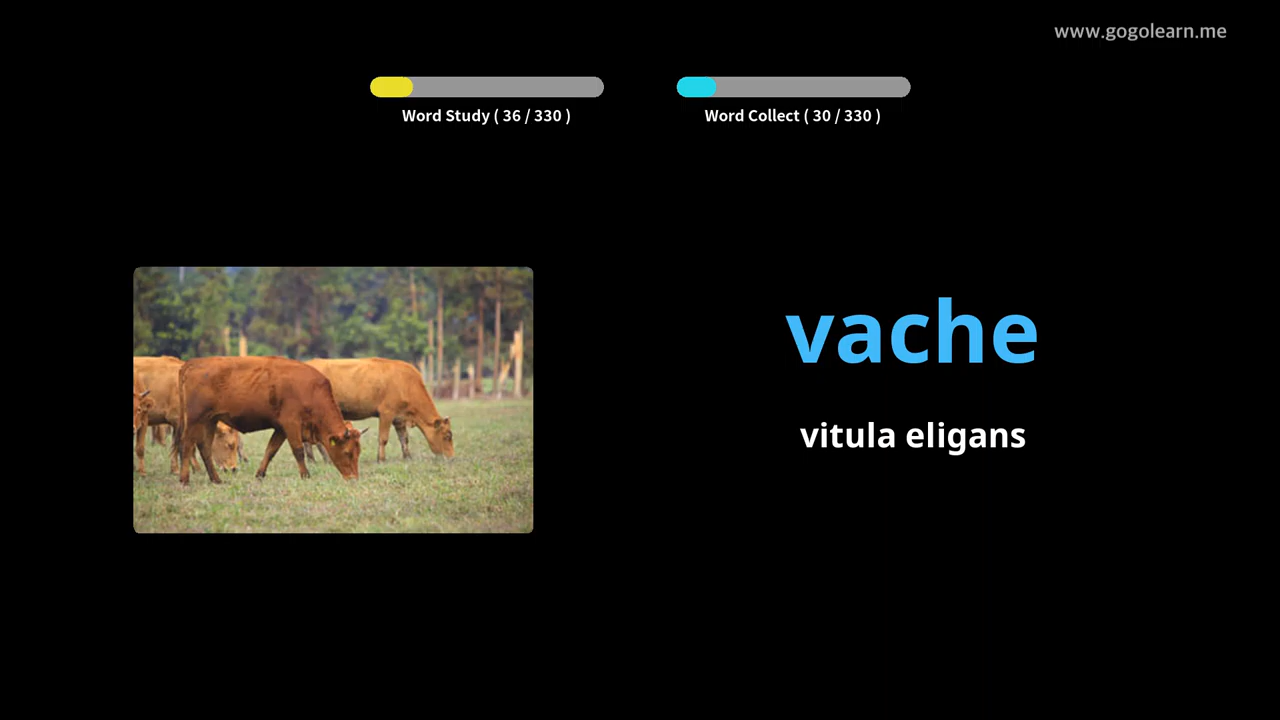 www.gogolearn.me
Word Study ( 36 / 330 )
Word Collect ( 30 / 330 )
vache
vitula eligans